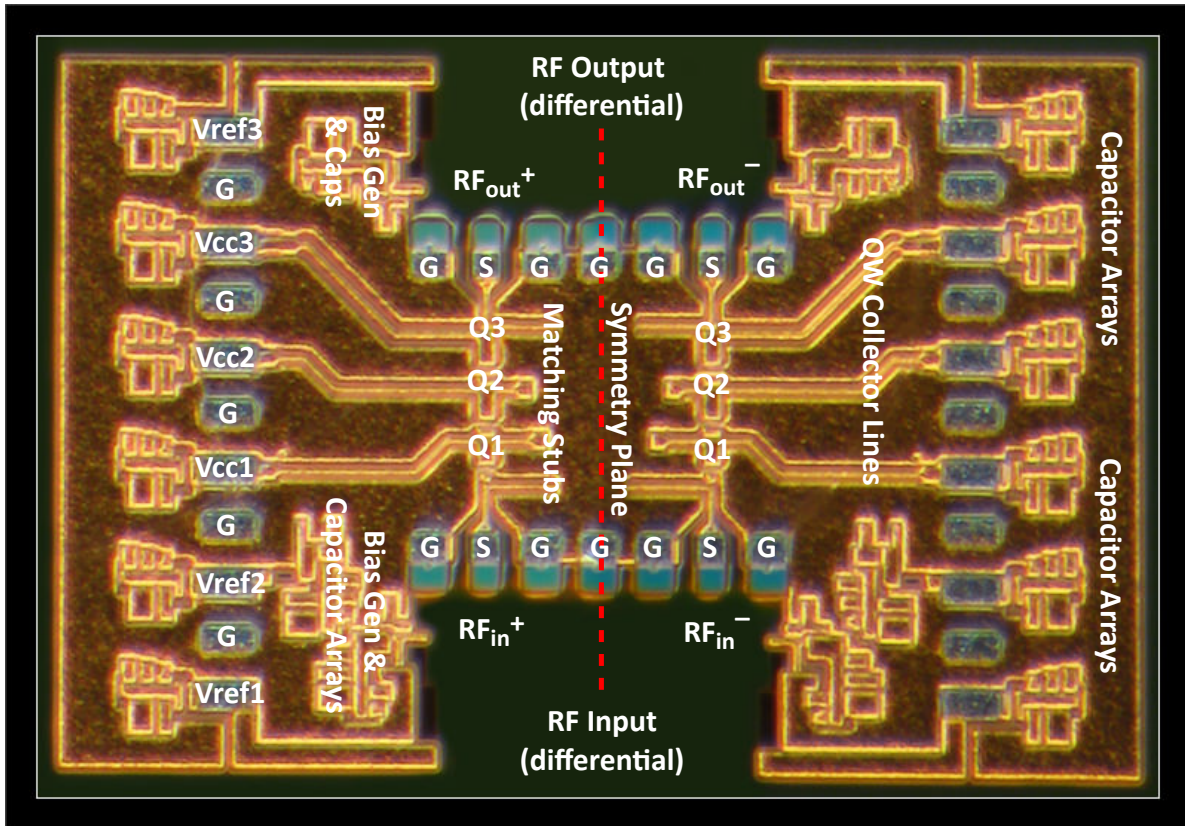 RF Output
(differential)
Vref3
G
Vcc3
G
Vcc2
G
Vcc1
G
Vref2
G
Vref1
Bias Gen
& Caps
RFout+
RFout−
Capacitor Arrays
G S G G G S G
QW Collector Lines
Q3
Q3
Q2
Q2
Q1
Q1
Matching Stubs
Symmetry Plane
Capacitor Arrays
Bias Gen &
Capacitor Arrays
G S G G G S G
RFin+
RFin−
RF Input
(differential)